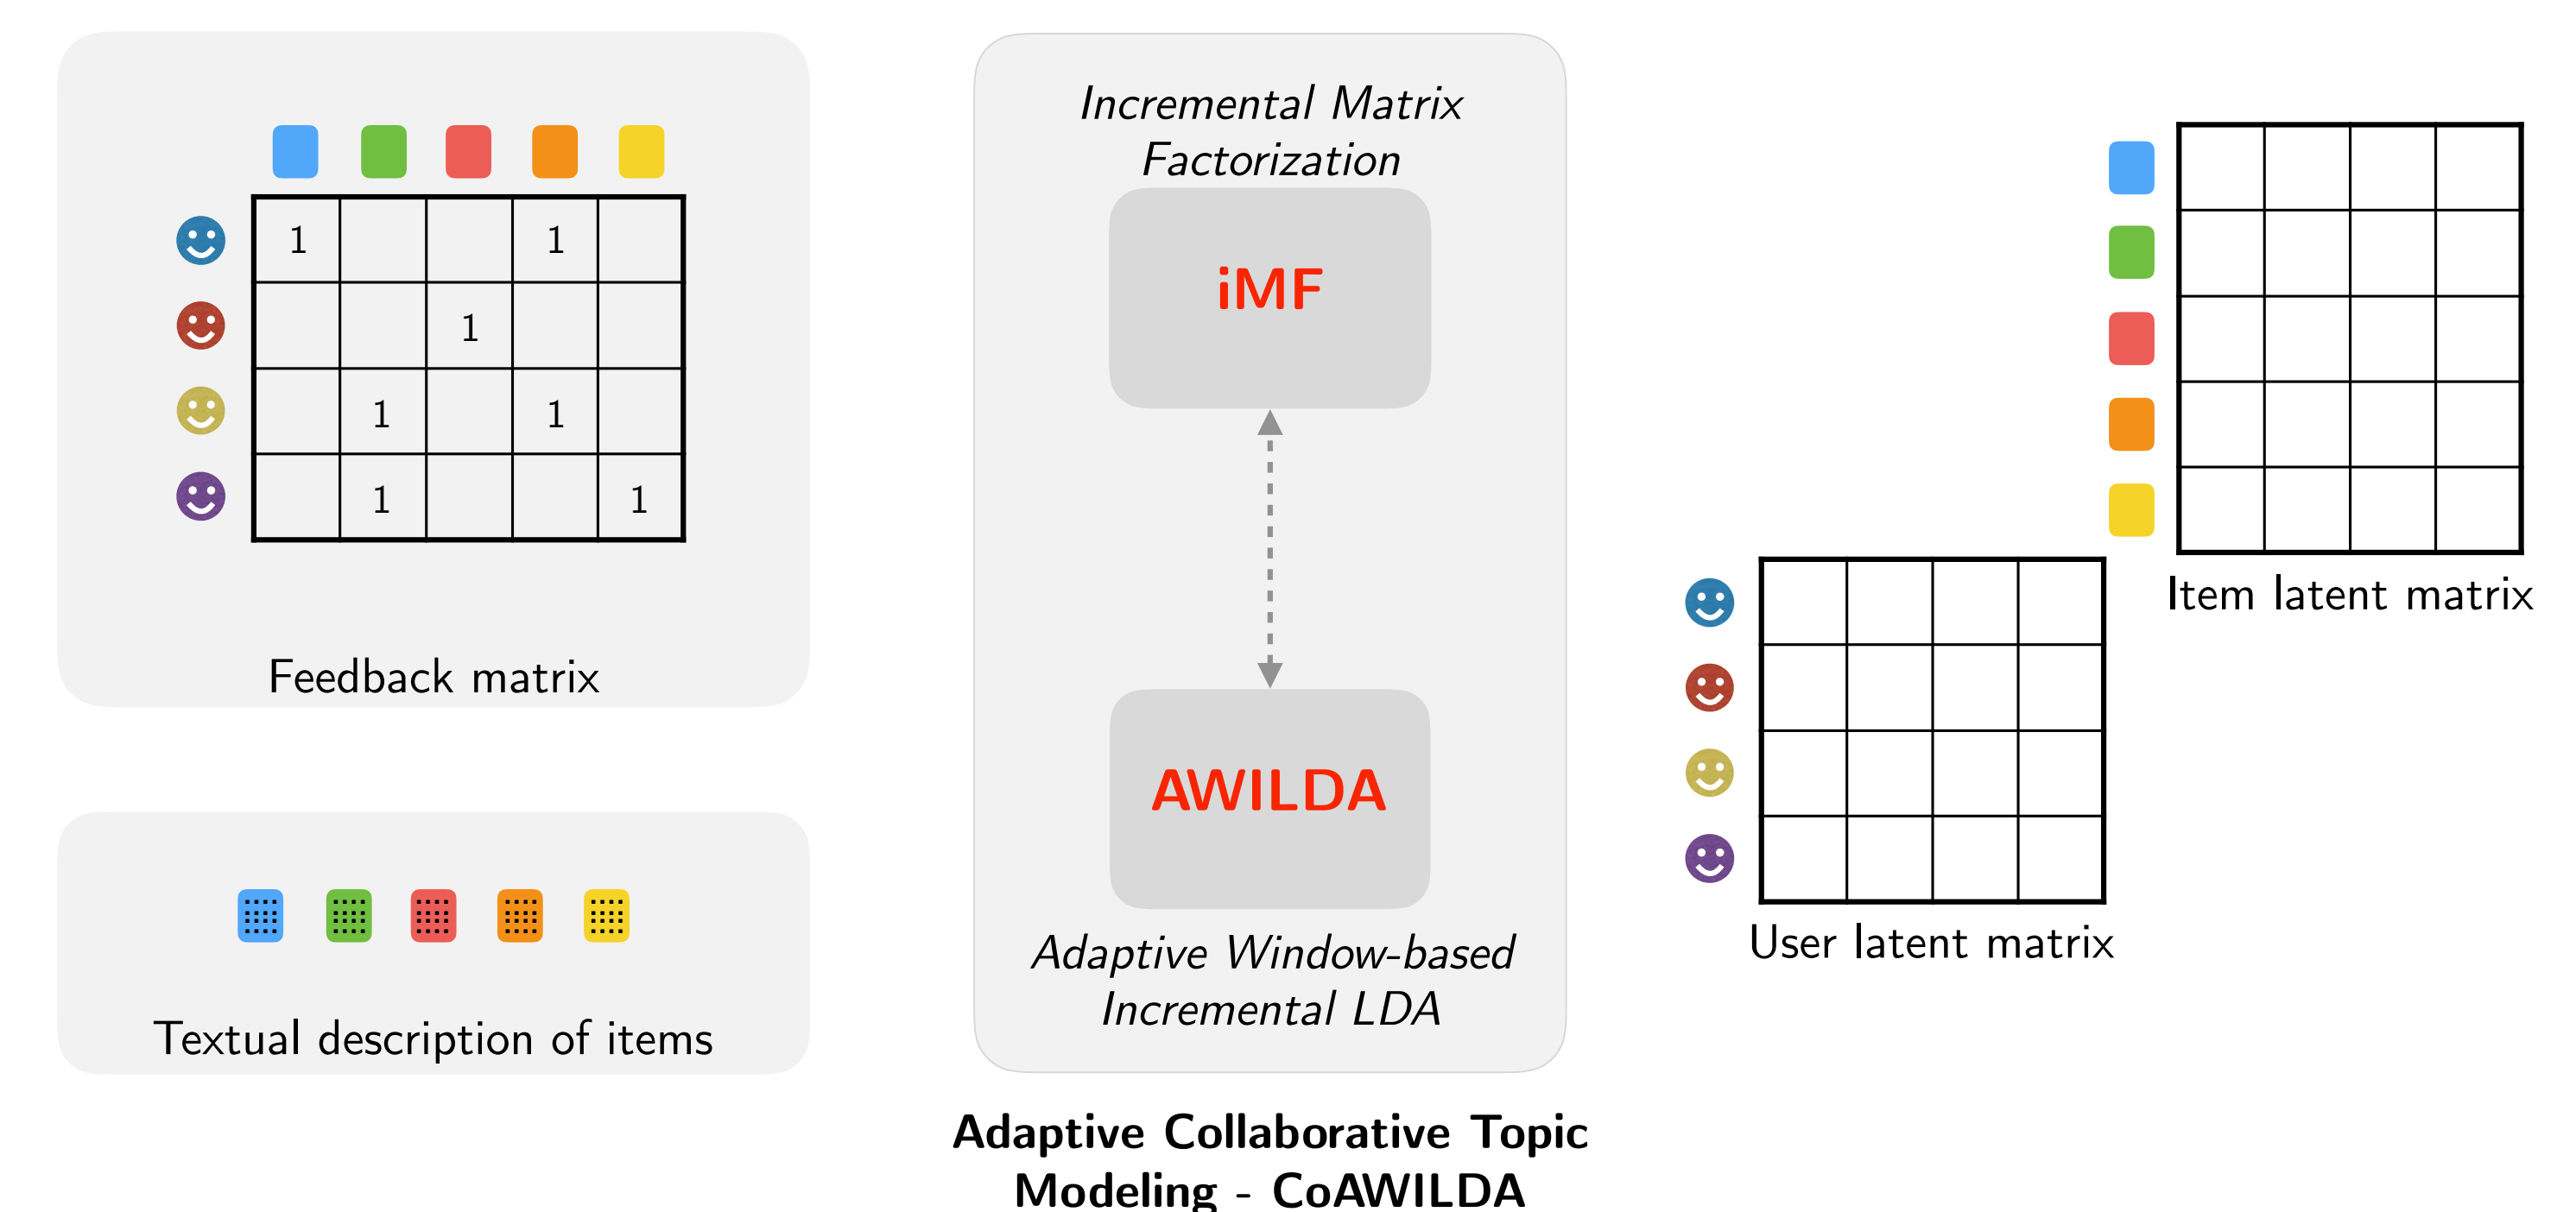 1 1
1
1 1
1 1
Feedback matrix
Textual description of items
Incremental Matrix
Factorization
iMF
AWILDA
Adaptive Window-based
Incremental LDA
Adaptive Collaborative Topic
Modeling - CoAWILDA
Item latent matrix
User latent matrix